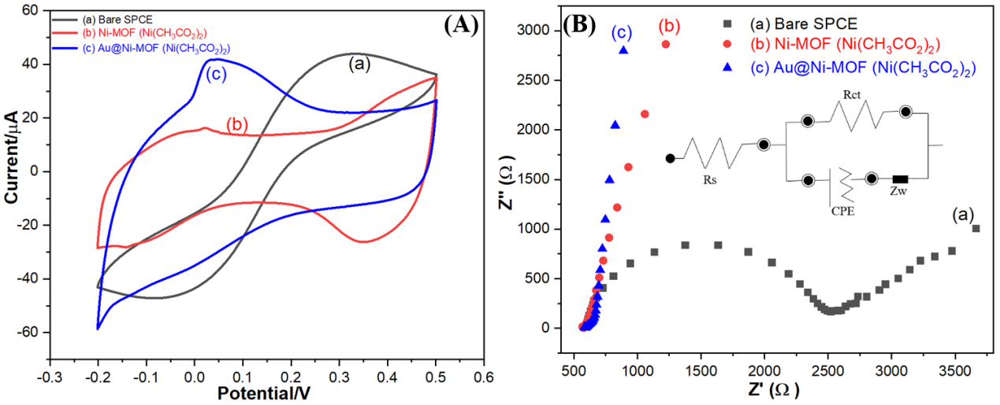 (A)
(a) Bare SPCE
(b) Ni-MOF (Ni(CH₃CO₂)₂)
(c) Au@Ni-MOF (Ni(CH₃CO₂)₂)
(a)
(c)
(b)
60
40
20
0
-20
-40
-60
Current/µA
-0.3 -0.2 -0.1 0.0 0.1 0.2 0.3 0.4 0.5 0.6
Potential/V
(B)
(c)
(b)
(a) Bare SPCE
(b) Ni-MOF (Ni(CH₃CO₂)₂)
(c) Au@Ni-MOF (Ni(CH₃CO₂)₂)
Rct
Rs
CPE
Zw
(a)
3000
2500
2000
1500
1000
500
0
Z'' (Ω)
500 1000 1500 2000 2500 3000 3500
Z' (Ω)